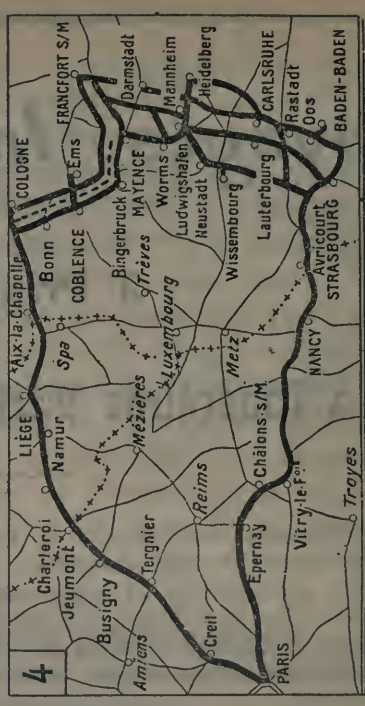 4
COLOGNE
Aix-la-Chapelle
LIÈGE
Bonn
FRANCFORT S/M
Ems
COBLENCE
Spa
Namur
Charleroi
Jeumont
Bingerbruck
MAYENCE
Darmstadt
Trèves
Worms
Mannheim
Busigny
Mézières
Luxembourg
Ludwigshafen
Heidelberg
Neustadt
Amiens
Tergnier
Wissembourg
CARLSRUHE
Reims
Metz
Lauterbourg
Rastadt
Oos
Creil
Epernay
Châlons-s/M
Avricourt
BADEN-BADEN
PARIS
Vitry-le-Fois
NANCY
STRASBOURG
Troyes